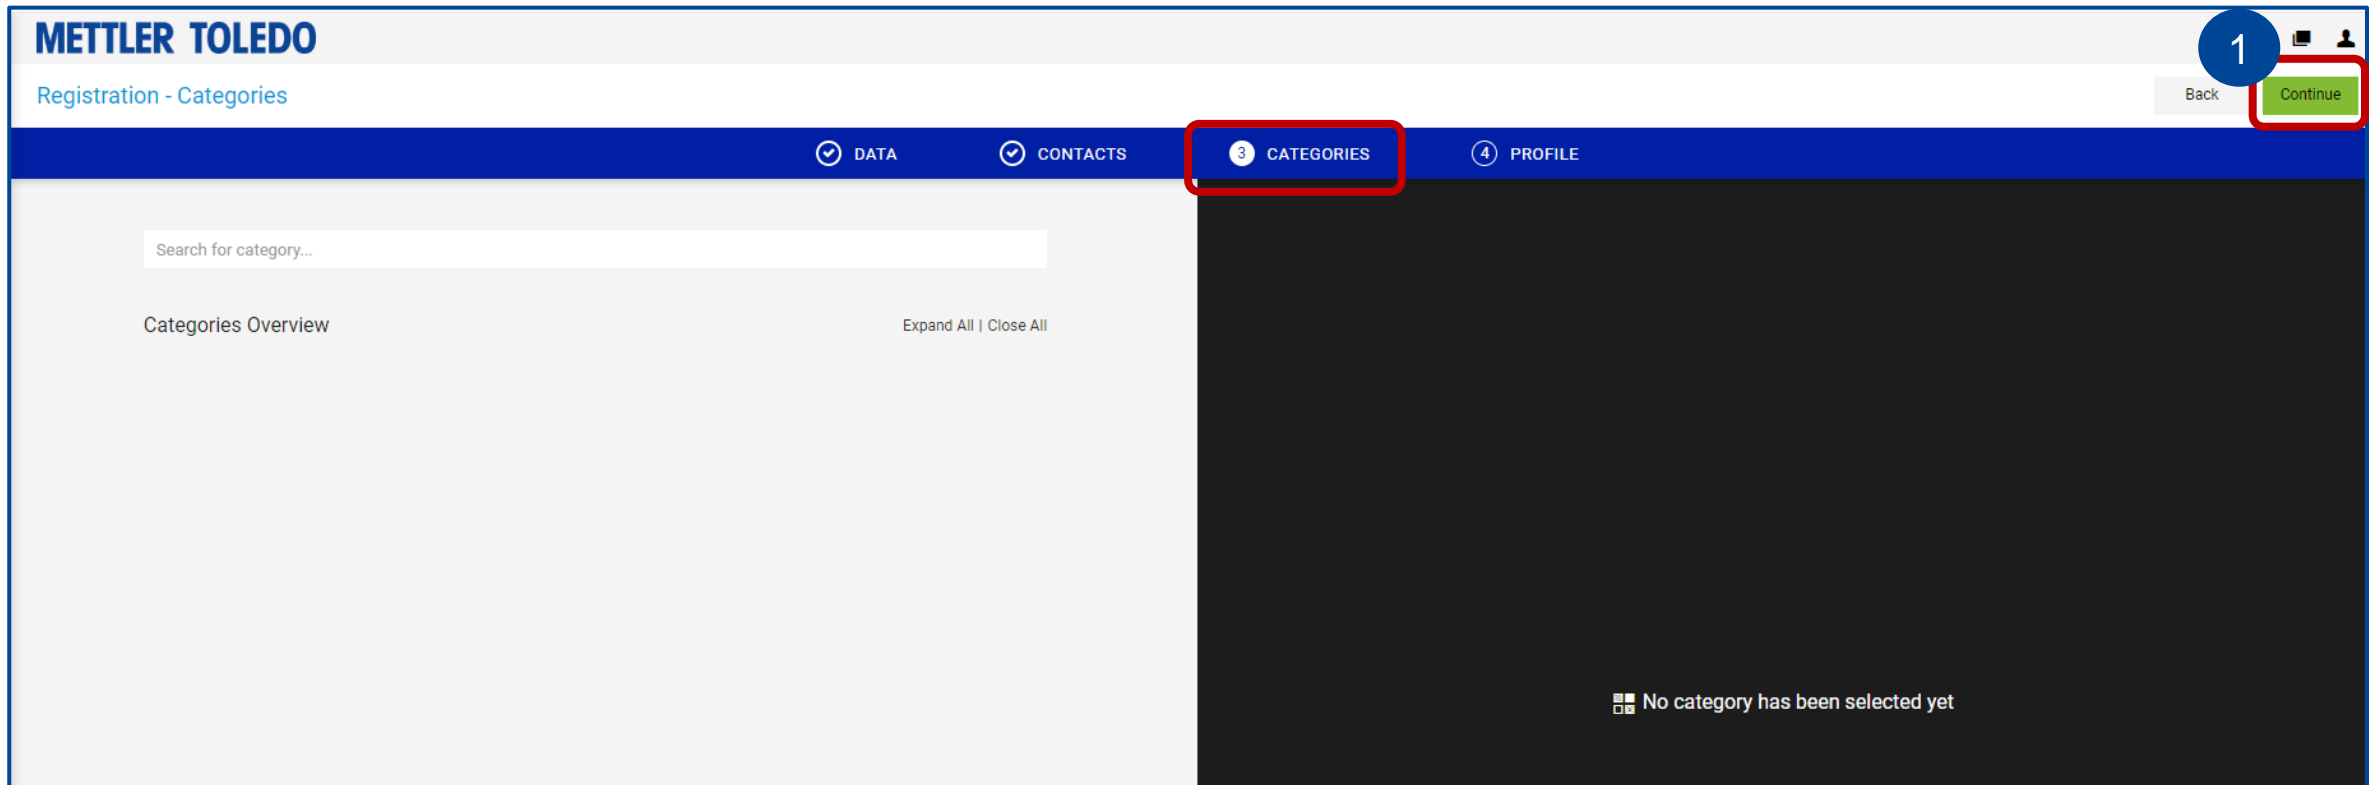 METTLER TOLEDO
1
Registration - Categories
Back
Continue
DATA
CONTACTS
3 CATEGORIES
4 PROFILE
Search for category...
Categories Overview
Expand All | Close All
No category has been selected yet